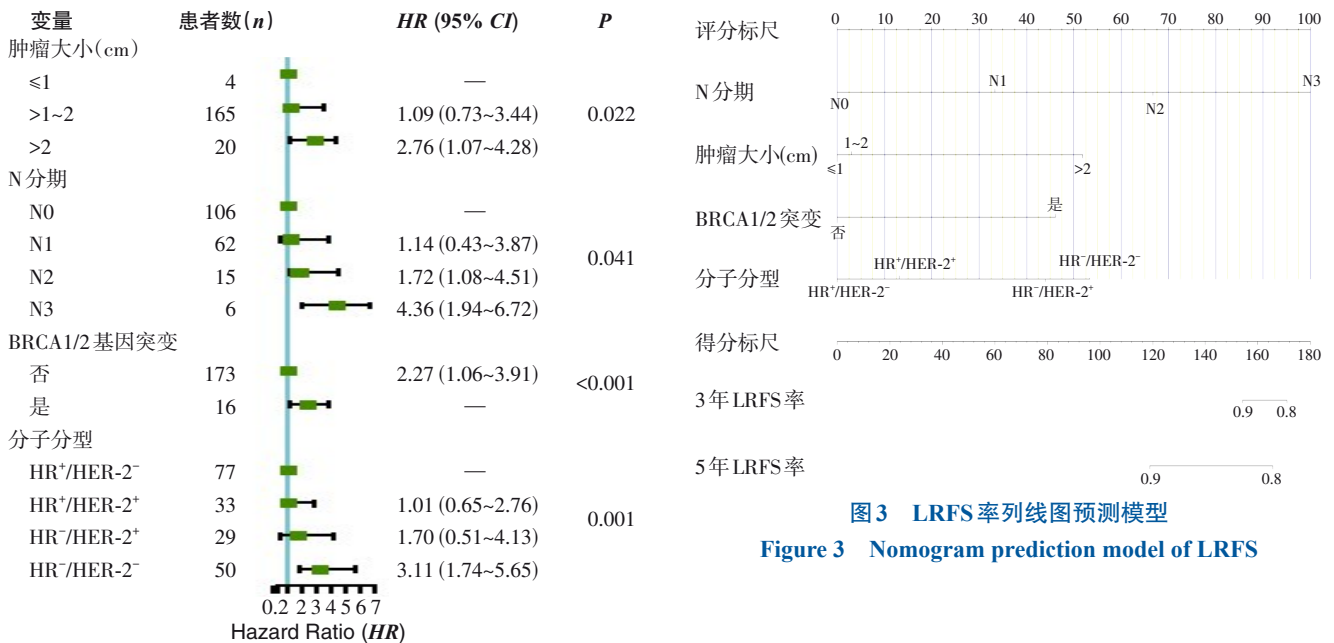 变量 患者数(n) HR (95% CI) P
肿瘤大小(cm)
≤1 4 —
>1~2 165 1.09 (0.73~3.44) 0.022
>2 20 2.76 (1.07~4.28)
N分期
N0 106 —
N1 62 1.14 (0.43~3.87)
0.041
N2 15 1.72 (1.08~4.51)
N3 6 4.36 (1.94~6.72)
BRCA1/2基因突变
否 173 2.27 (1.06~3.91)
<0.001
是 16 —
分子分型
HR⁺/HER-2⁻ 77 —
HR⁺/HER-2⁺ 33 1.01 (0.65~2.76)
0.001
HR⁻/HER-2⁺ 29 1.70 (0.51~4.13)
HR⁻/HER-2⁻ 50 3.11 (1.74~5.65)
0.2 2 3 4 5 6 7
Hazard Ratio (HR)
评分标尺 0 10 20 30 40 50 60 70 80 90 100
N1 N3
N分期
N0 N2
1~2
肿瘤大小(cm)
≤1 >2
是
BRCA1/2突变
否
HR⁺/HER-2⁺ HR⁻/HER-2⁻
分子分型
HR⁺/HER-2⁻ HR⁻/HER-2⁺
得分标尺
0 20 40 60 80 100 120 140 160 180
3年LRFS率
0.9 0.8
5年LRFS率
0.9 0.8
图3 LRFS率列线图预测模型
Figure 3 Nomogram prediction model of LRFS